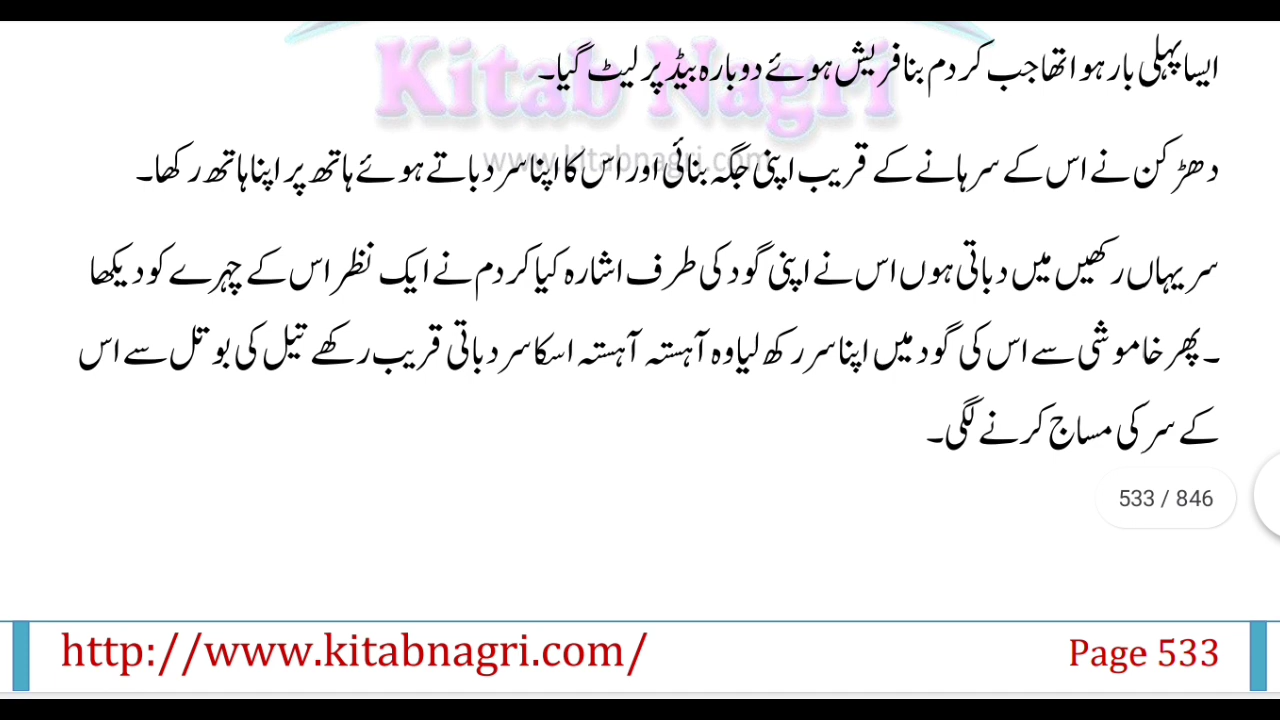 Kitab Nagri
ایسا پہلی بار ہوا تھا جب کردم بنا فریش ہوئے دوبارہ بیڈ پر لیٹ گیا۔
www.kitabnagri.com
دھڑکن نے اس کے سرہانے کے قریب اپنی جگہ بنائی اور اس کا اپنا سر دباتے ہوئے ہاتھ پر اپنا ہاتھ رکھا۔
سر یہاں رکھیں میں دباتی ہوں اس نے اپنی گود کی طرف اشارہ کیا کردم نے ایک نظر اس کے چہرے کو دیکھا
۔ پھر خاموشی سے اس کی گود میں اپنا سر رکھ لیا وہ آہستہ آہستہ اسکا سر دباتی قریب رکھے تیل کی بوتل سے اس
کے سر کی مساج کرنے لگی۔
533 / 846
http://www.kitabnagri.com/
Page 533